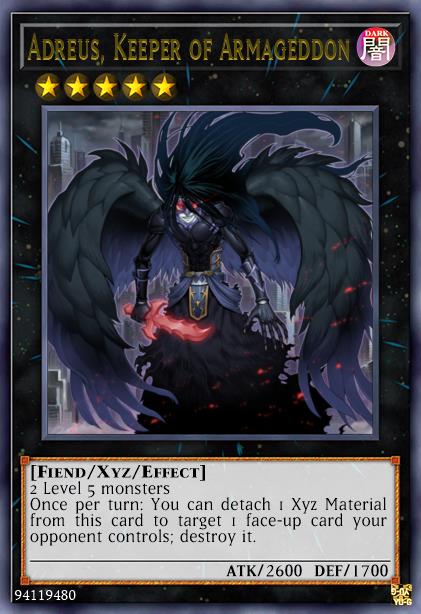 Adreus, Keeper of Armageddon
DARK
闇
[Fiend/Xyz/Effect]
2 Level 5 monsters
Once per turn: You can detach 1 Xyz Material
from this card to target 1 face-up card your
opponent controls; destroy it.
ATK/2600 DEF/1700
94119480